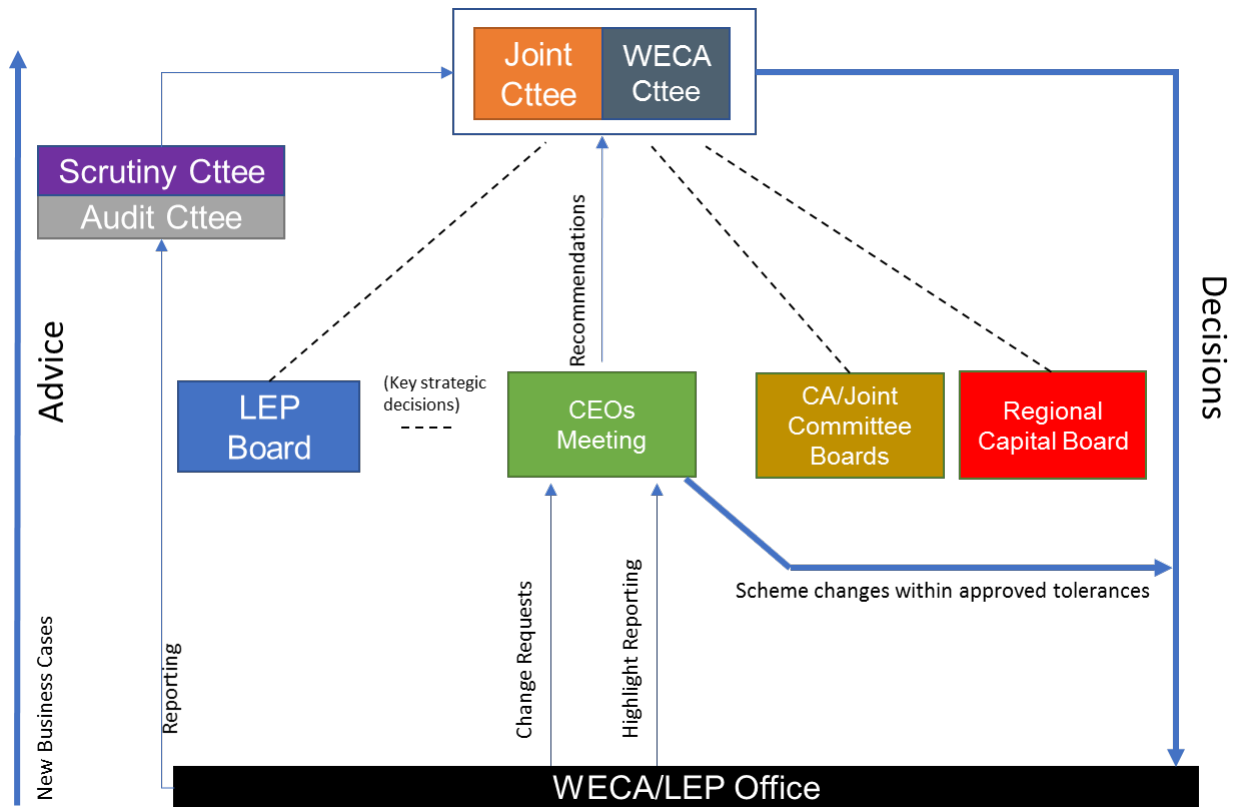 Joint
Cttee
WECA
Cttee
Scrutiny Cttee
Audit Cttee
Recommendations
Advice
Decisions
LEP
Board
(Key strategic
decisions)
CEOs
Meeting
CA/Joint
Committee
Boards
Regional
Capital Board
Scheme changes within approved tolerances
New Business Cases
Reporting
Change Requests
Highlight Reporting
WECA/LEP Office